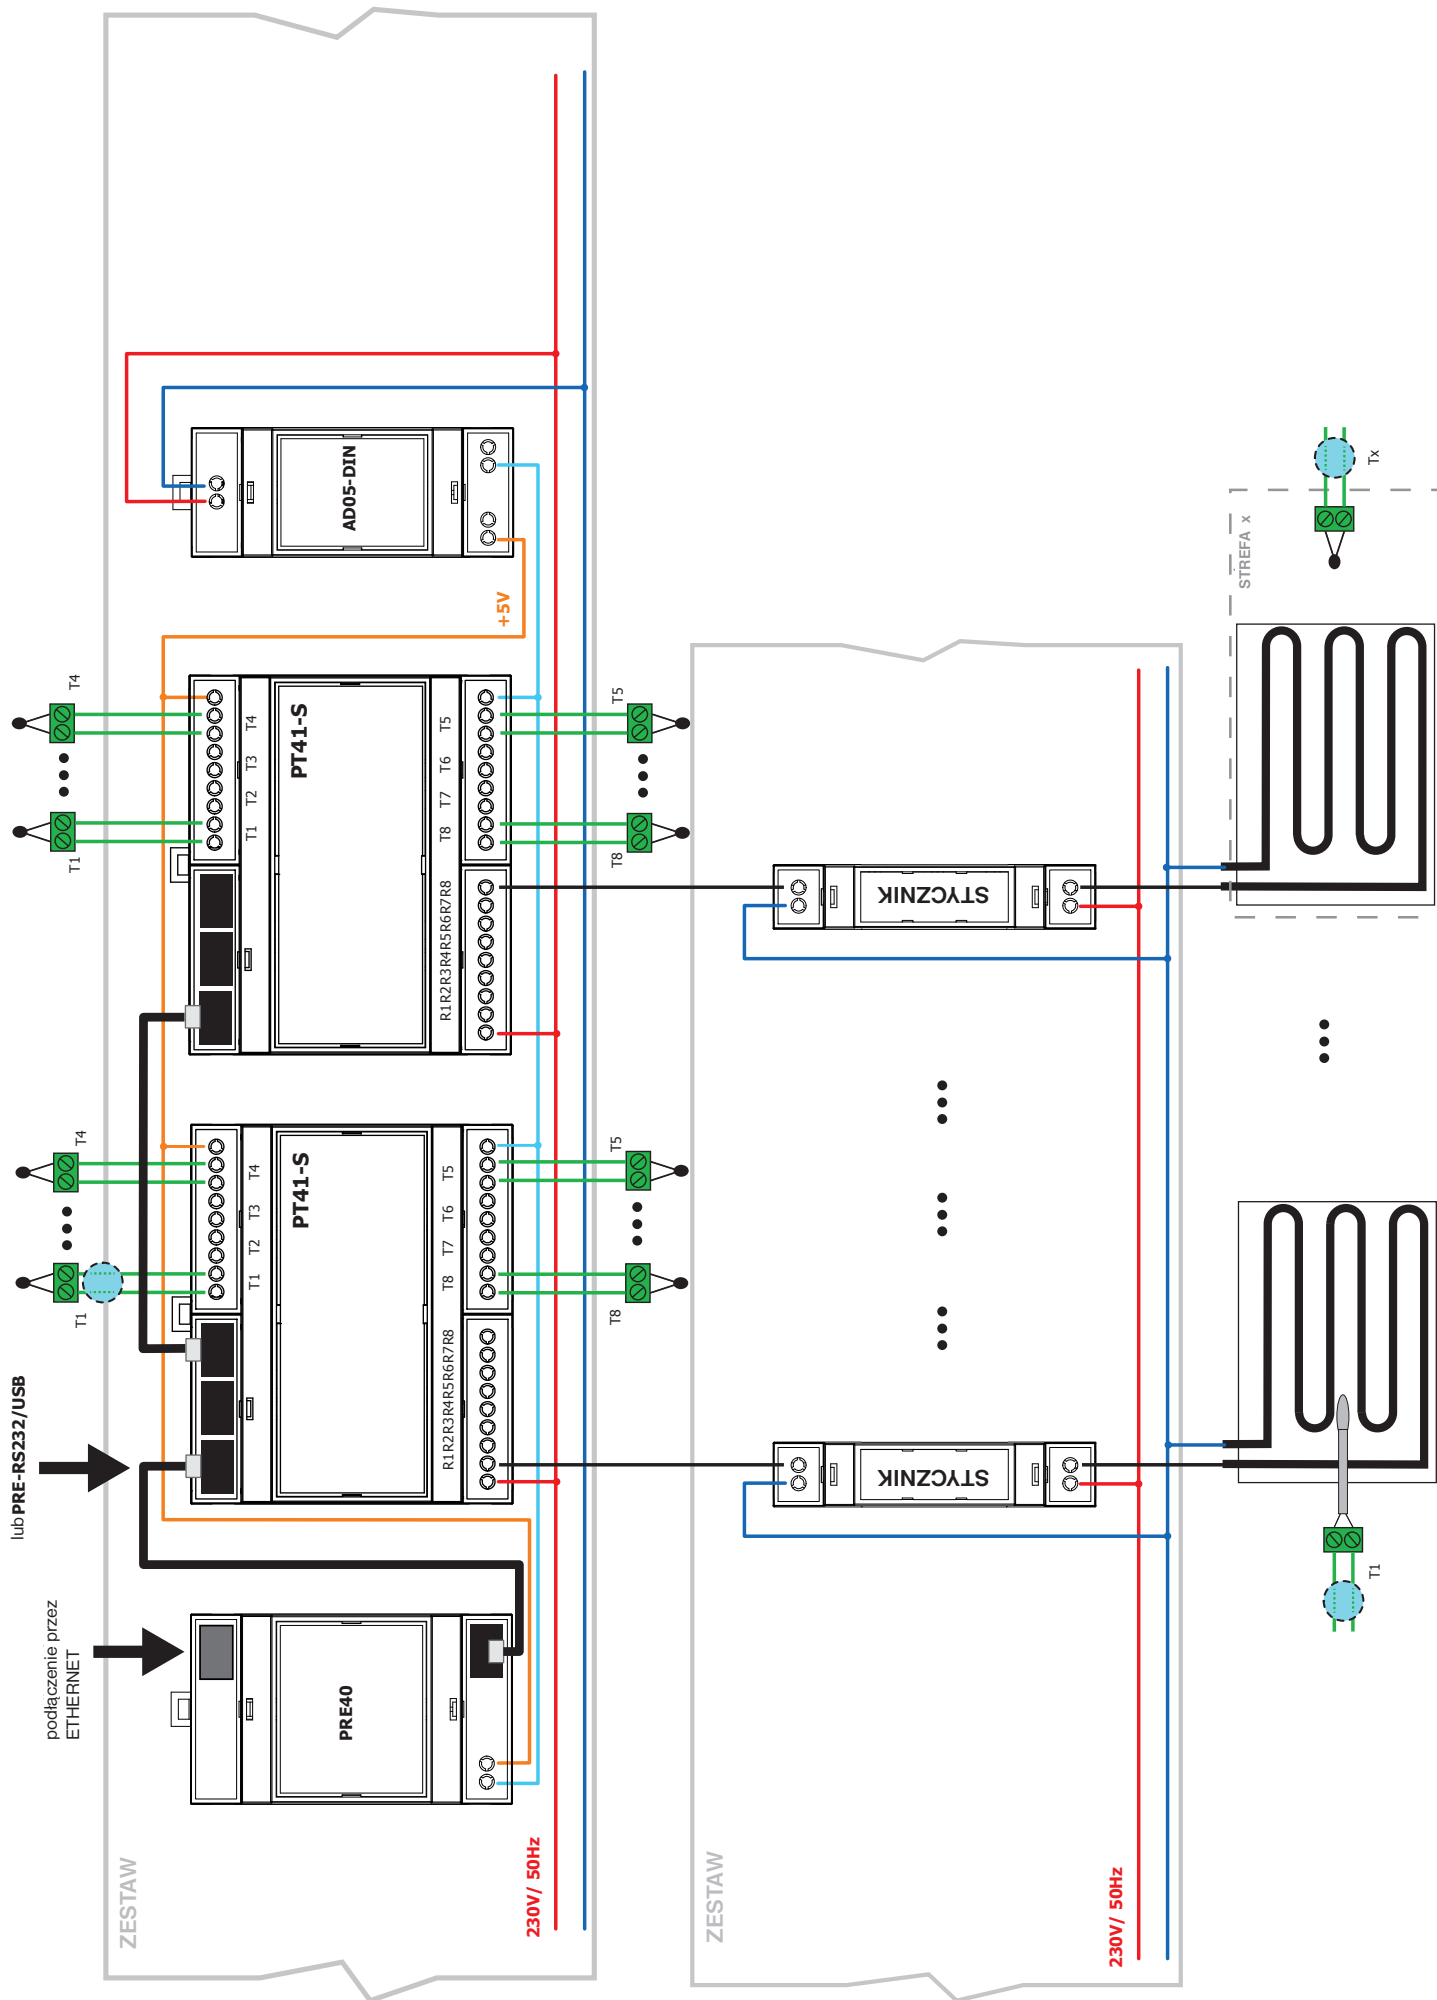 ZESTAW
podłączenie przez
ETHERNET
lub PRE-RS232/USB
PRE40
PT41-S
T1
T2
T3
T4
T8
T7
T6
T5
R1R2R3R4R5R6R7R8
T1
T4
T8
T5
PT41-S
T1
T2
T3
T4
T8
T7
T6
T5
R1R2R3R4R5R6R7R8
T1
T4
T8
T5
AD05-DIN
+5V
230V/ 50Hz
ZESTAW
STYCZNIK
STYCZNIK
230V/ 50Hz
T1
STREFA x
Tx